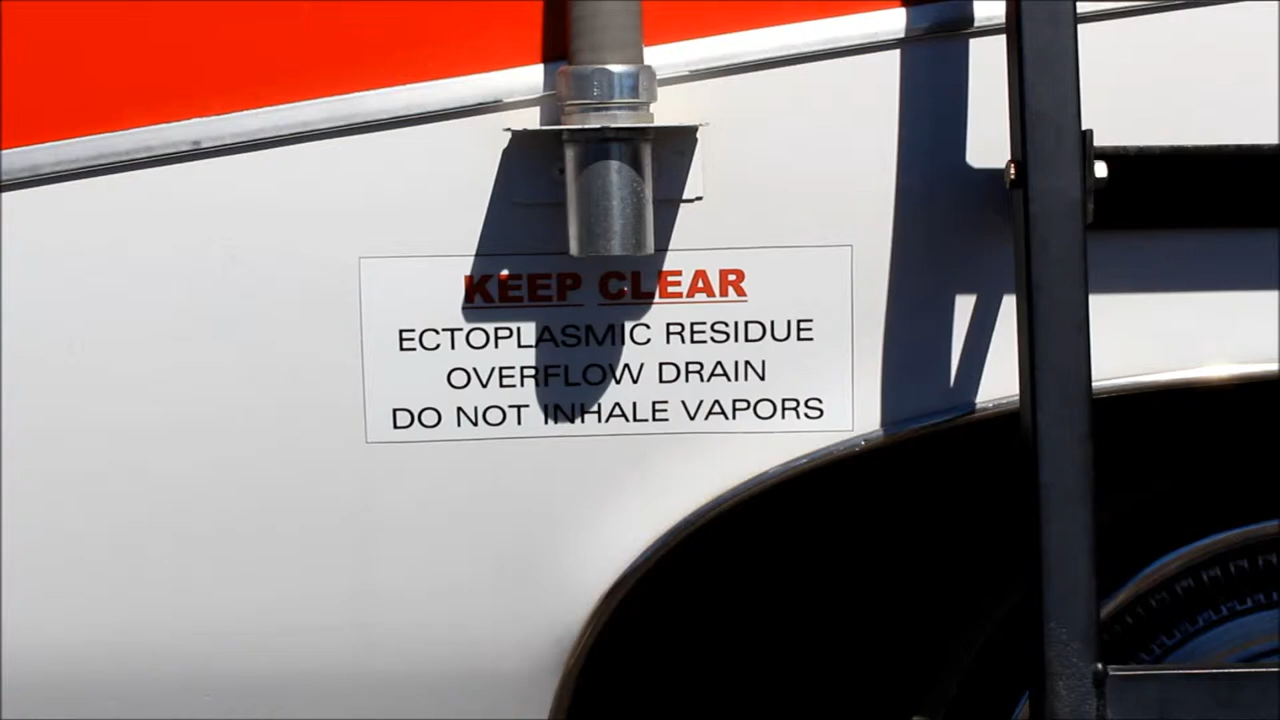 KEEP CLEAR
ECTOPLASMIC RESIDUE
OVERFLOW DRAIN
DO NOT INHALE VAPORS